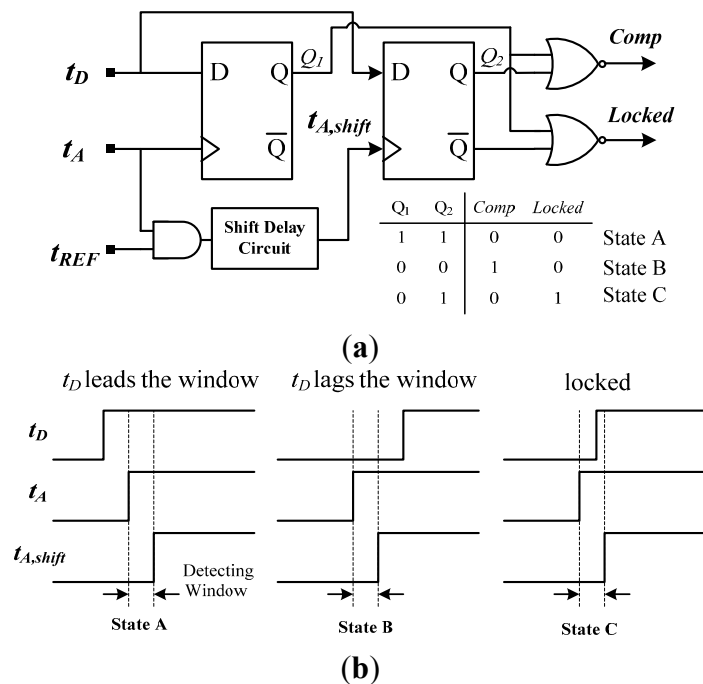 t_D
t_A
t_REF
D Q
Q̅
Q_1
t_A,shift
D Q
Q̅
Q_2
Comp
Locked
Shift Delay
Circuit
Q_1 Q_2 Comp Locked
1 1 0 0 State A
0 0 1 0 State B
0 1 0 1 State C
(a)
t_D leads the window
t_D lags the window
locked
t_D
t_A
t_A,shift
Detecting
Window
State A
State B
State C
(b)